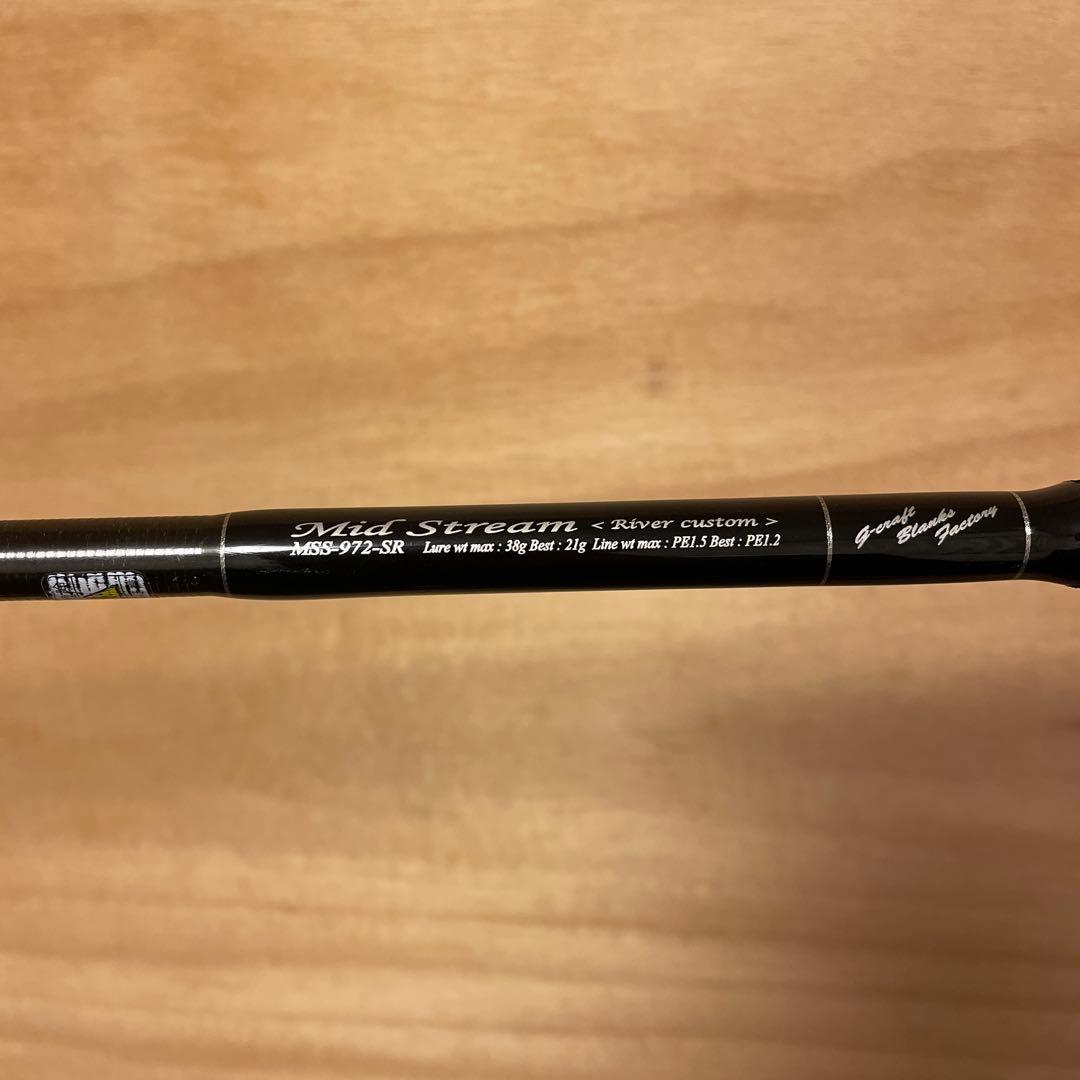 Mid Stream < River custom >
MSS-972-SR Lure wt max : 38g Best : 21g Line wt max : PE1.5 Best : PE1.2
g-craft
Blanks
Factory